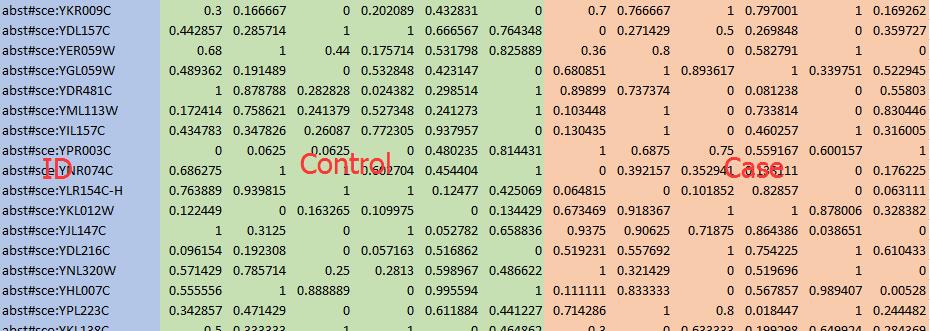 abst#sce:YKR009C 0.3 0.166667 0 0.202089 0.432831 0 0.7 0.766667 1 0.797001 1 0.169262
abst#sce:YDL157C 0.442857 0.285714 1 1 0.666567 0.764348 0 0.271429 0.5 0.269848 0 0.359727
abst#sce:YER059W 0.68 1 0.44 0.175714 0.531798 0.825889 0.36 0.8 0 0.582791 1 0
abst#sce:YGL059W 0.489362 0.191489 0 0.532848 0.423147 0 0.680851 1 0.893617 1 0.339751 0.522945
abst#sce:YDR481C 1 0.878788 0.282828 0.024382 0.298514 1 0.89899 0.737374 0 0.081238 0 0.55803
abst#sce:YML113W 0.172414 0.758621 0.241379 0.527348 0.241273 1 0.103448 1 0 0.733814 0 0.830446
abst#sce:YIL157C 0.434783 0.347826 0.26087 0.772305 0.937957 0 0.130435 1 0 0.460257 1 0.316005
abst#sce:YPR003C 0 0.0625 0.0625 0 0.480235 0.814431 1 0.6875 0.75 0.559167 0.600157 1
ID Control Case
abst#sce:YNR074C 0.686275 1 1 0.454404 1 0 0.392157 0.352941 0 0.176225
abst#sce:YLR154C-H 0.763889 0.939815 1 1 0.12477 0.425069 0.064815 0 0.101852 0.82857 0 0.063111
abst#sce:YKL012W 0.122449 0 0.163265 0.109975 0 0.134429 0.673469 0.918367 1 1 0.878006 0.328382
abst#sce:YJL147C 1 0.3125 0 1 0.052782 0.658836 0.9375 0.90625 0.71875 0.864386 0.038651 0
abst#sce:YDL216C 0.096154 0.192308 0 0.057163 0.516862 0 0.519231 0.557692 1 0.754225 1 0.610433
abst#sce:YNL320W 0.571429 0.785714 0.25 0.2813 0.598967 0.486622 1 0.321429 0 0.519696 1 0
abst#sce:YHL007C 0.555556 1 0.888889 0 0.995594 1 0.111111 0.833333 0 0.567857 0.989407 0.00528
abst#sce:YPL223C 0.342857 0.471429 0 0 0.611884 0.441227 0.714286 1 0.8 0.018447 1 0.244482
abst#sce:YKL138C 0.5 0.333333 1 1 0.464862